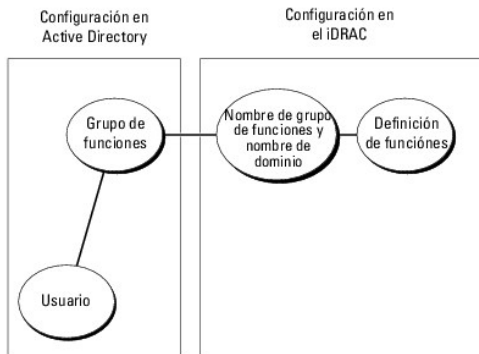 Configuración en
Active Directory
Configuración en
el iDRAC
Grupo de
funciones
Nombre de grupo
de funciones y
nombre de
dominio
Definición
de funciónes
Usuario